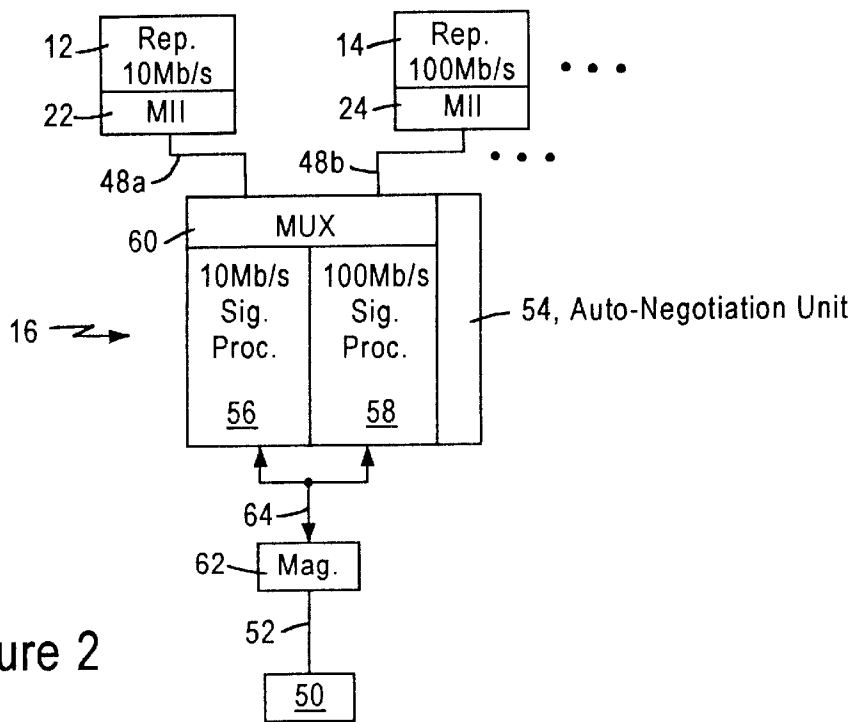 12
Rep.
10Mb/s
22
MII
48a
14
Rep.
100Mb/s
24
MII
48b
60
MUX
16
10Mb/s
Sig.
Proc.
56
100Mb/s
Sig.
Proc.
58
54, Auto-Negotiation Unit
64
62
Mag.
52
50
ure 2